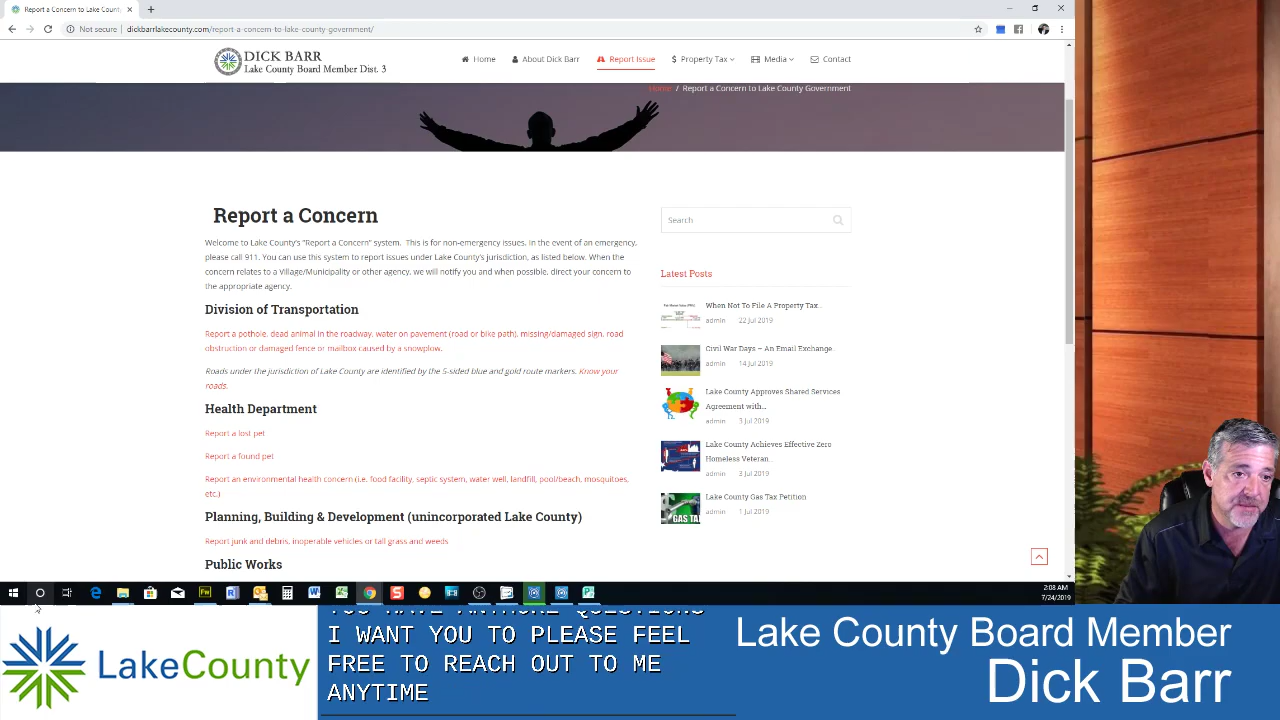 Report a Concern to Lake County
Not secure
dickbarrlakecounty.com/report-a-concern-to-lake-county-government/
DICK BARR
Lake County Board Member Dist. 3
Home
About Dick Barr
Report Issue
Property Tax
Media
Contact
Home / Report a Concern to Lake County Government
Report a Concern
Welcome to Lake County's "Report a Concern" system. This is for non-emergency issues. In the event of an emergency,
please call 911. You can use this system to report issues under Lake County's jurisdiction, as listed below. When the
concern relates to a Village/Municipality or other agency, we will notify you and when possible, direct your concern to
the appropriate agency.
Division of Transportation
Report a pothole, dead animal in the roadway, water on pavement (road or bike path), missing/damaged sign, road
obstruction or damaged fence or mailbox caused by a snowplow.
Roads under the jurisdiction of Lake County are identified by the 5-sided blue and gold route markers. Know your
roads.
Health Department
Report a lost pet
Report a found pet
Report an environmental health concern (i.e. food facility, septic system, water well, landfill, pool/beach, mosquitoes,
etc.)
Planning, Building & Development (unincorporated Lake County)
Report junk and debris, inoperable vehicles or tall grass and weeds
Public Works
Search
Latest Posts
When Not To File A Property Tax...
admin 22 Jul 2019
Civil War Days – An Email Exchange
admin 14 Jul 2019
Lake County Approves Shared Services
Agreement with...
admin 3 Jul 2019
Lake County Achieves Effective Zero
Homeless Veteran...
admin 3 Jul 2019
Lake County Gas Tax Petition
admin 1 Jul 2019
GAS TA
2:08 AM
7/24/2019
LakeCounty
YOU HAVE ANYMORE QUESTIONS
I WANT YOU TO PLEASE FEEL
FREE TO REACH OUT TO ME
ANYTIME
Lake County Board Member
Dick Barr